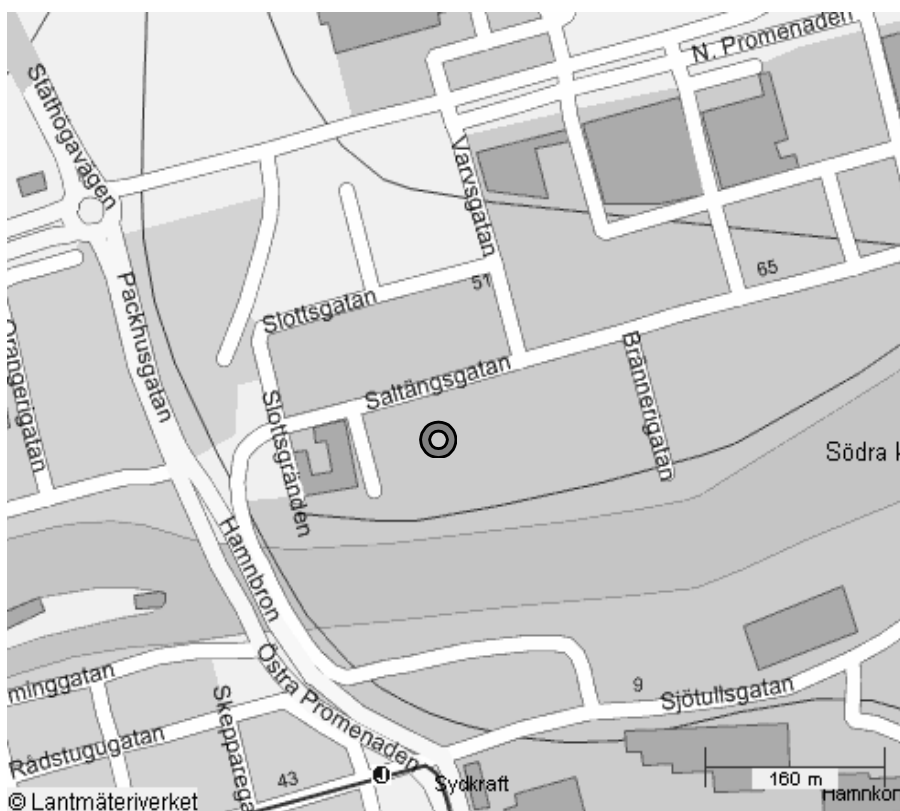 N. Promenaden
Stathögavägen
Varvsgatan
65
51
Packhusgatan
Slottsgatan
Orangerigatan
Brännerigatan
Saltängsgatan
Slottsgränden
Södra k
Hamnbron
minggatan
Östra Promenaden
9
Sjötullsgatan
Skepparega
Rådstugugatan
43
Sydkraft
160 m
Hamnkon
© Lantmäteriverket